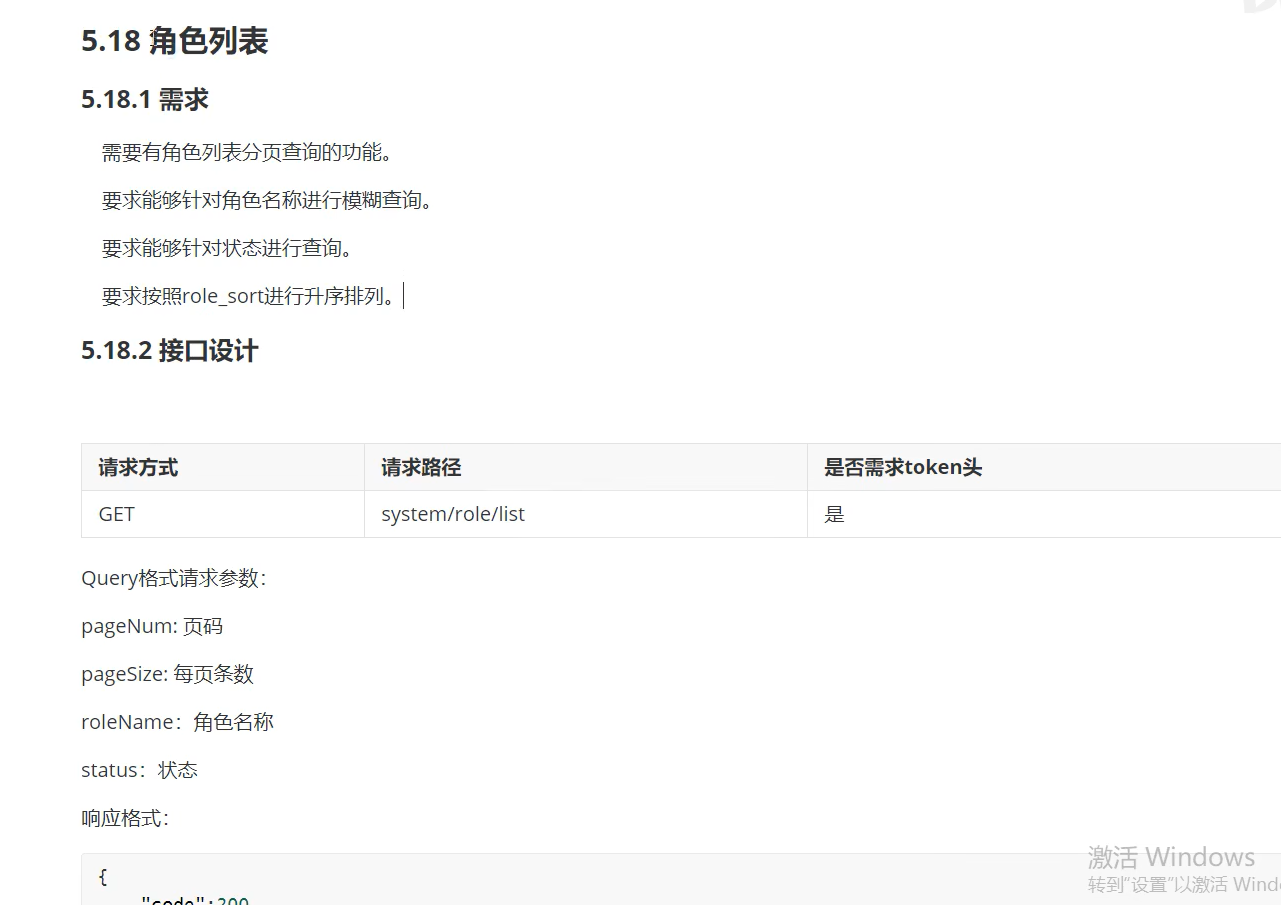 5.18 角色列表
5.18.1 需求
需要有角色列表分页查询的功能。
要求能够针对角色名称进行模糊查询。
要求能够针对状态进行查询。
要求按照role_sort进行升序排列。
5.18.2 接口设计
请求方式 请求路径 是否需求token头
GET system/role/list 是
Query格式请求参数：
pageNum: 页码
pageSize: 每页条数
roleName：角色名称
status：状态
响应格式：
{
"code":200
激活 Windows
转到"设置"以激活